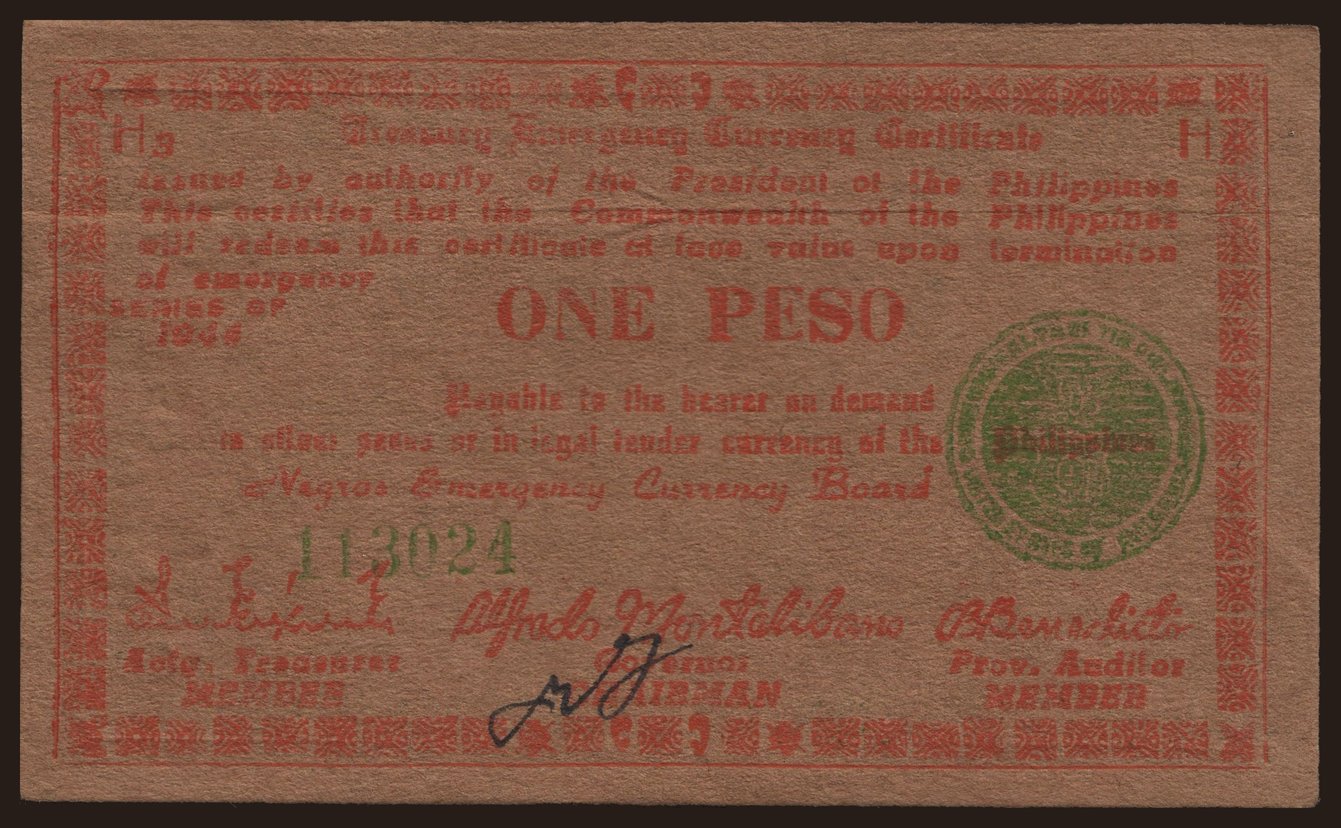 H3 Treasury Emergency Currency Certificate H
Issued by authority of the President of the Philippines
This certifies that the Commonwealth of the Philippines
will redeem this certificate at face value upon termination
of emergency
SERIES OF
1944
ONE PESO
Payable to the bearer on demand
in silver pesos or in legal tender currency of the Philippines
Negros Emergency Currency Board
113024
Alfredo Montelibano
Actg. Treasurer Governor Prov. Auditor
MEMBER CHAIRMAN MEMBER